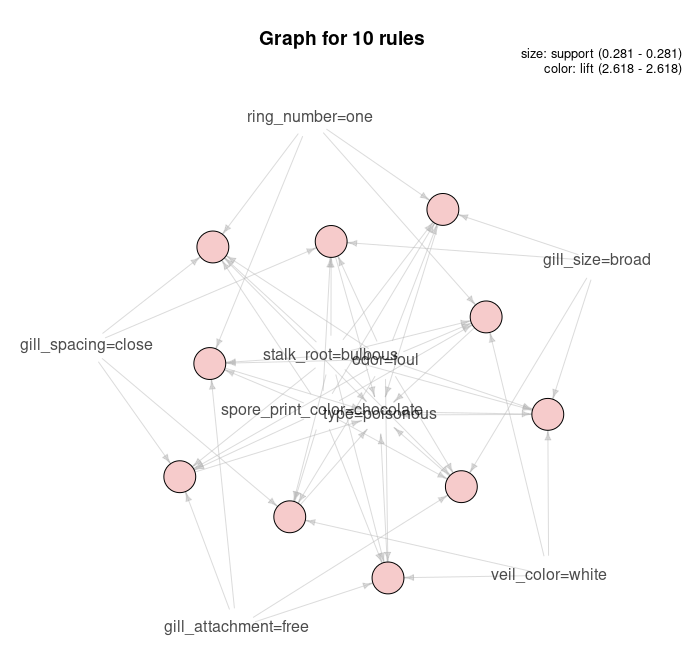 Graph for 10 rules
size: support (0.281 - 0.281)
color: lift (2.618 - 2.618)
ring_number=one
gill_size=broad
gill_spacing=close
stalk_root=bulbous
odor=foul
spore_print_color=chocolate
type=poisonous
veil_color=white
gill_attachment=free